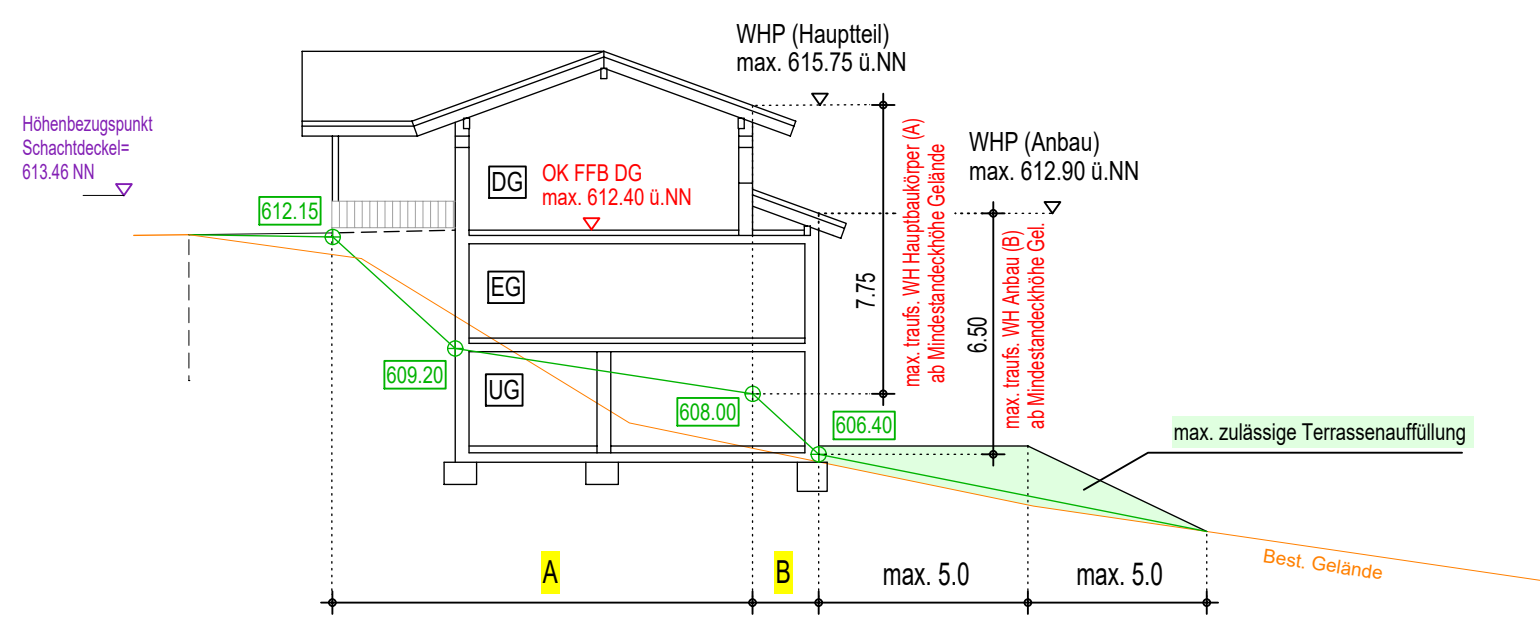 WHP (Hauptteil)
max. 615.75 ü.NN
Höhenbezugspunkt
Schachtdeckel=
613.46 NN
WHP (Anbau)
max. 612.90 ü.NN
DG
OK FFB DG
max. 612.40 ü.NN
612.15
EG
7.75
max. traufs. WH Hauptbaukörper (A)
ab Mindestandeckhöhe Gelände
6.50
max. traufs. WH Anbau (B)
ab Mindestandeckhöhe Gel.
609.20
UG
608.00
606.40
max. zulässige Terrassenauffüllung
A
B
max. 5.0
max. 5.0
Best. Gelände